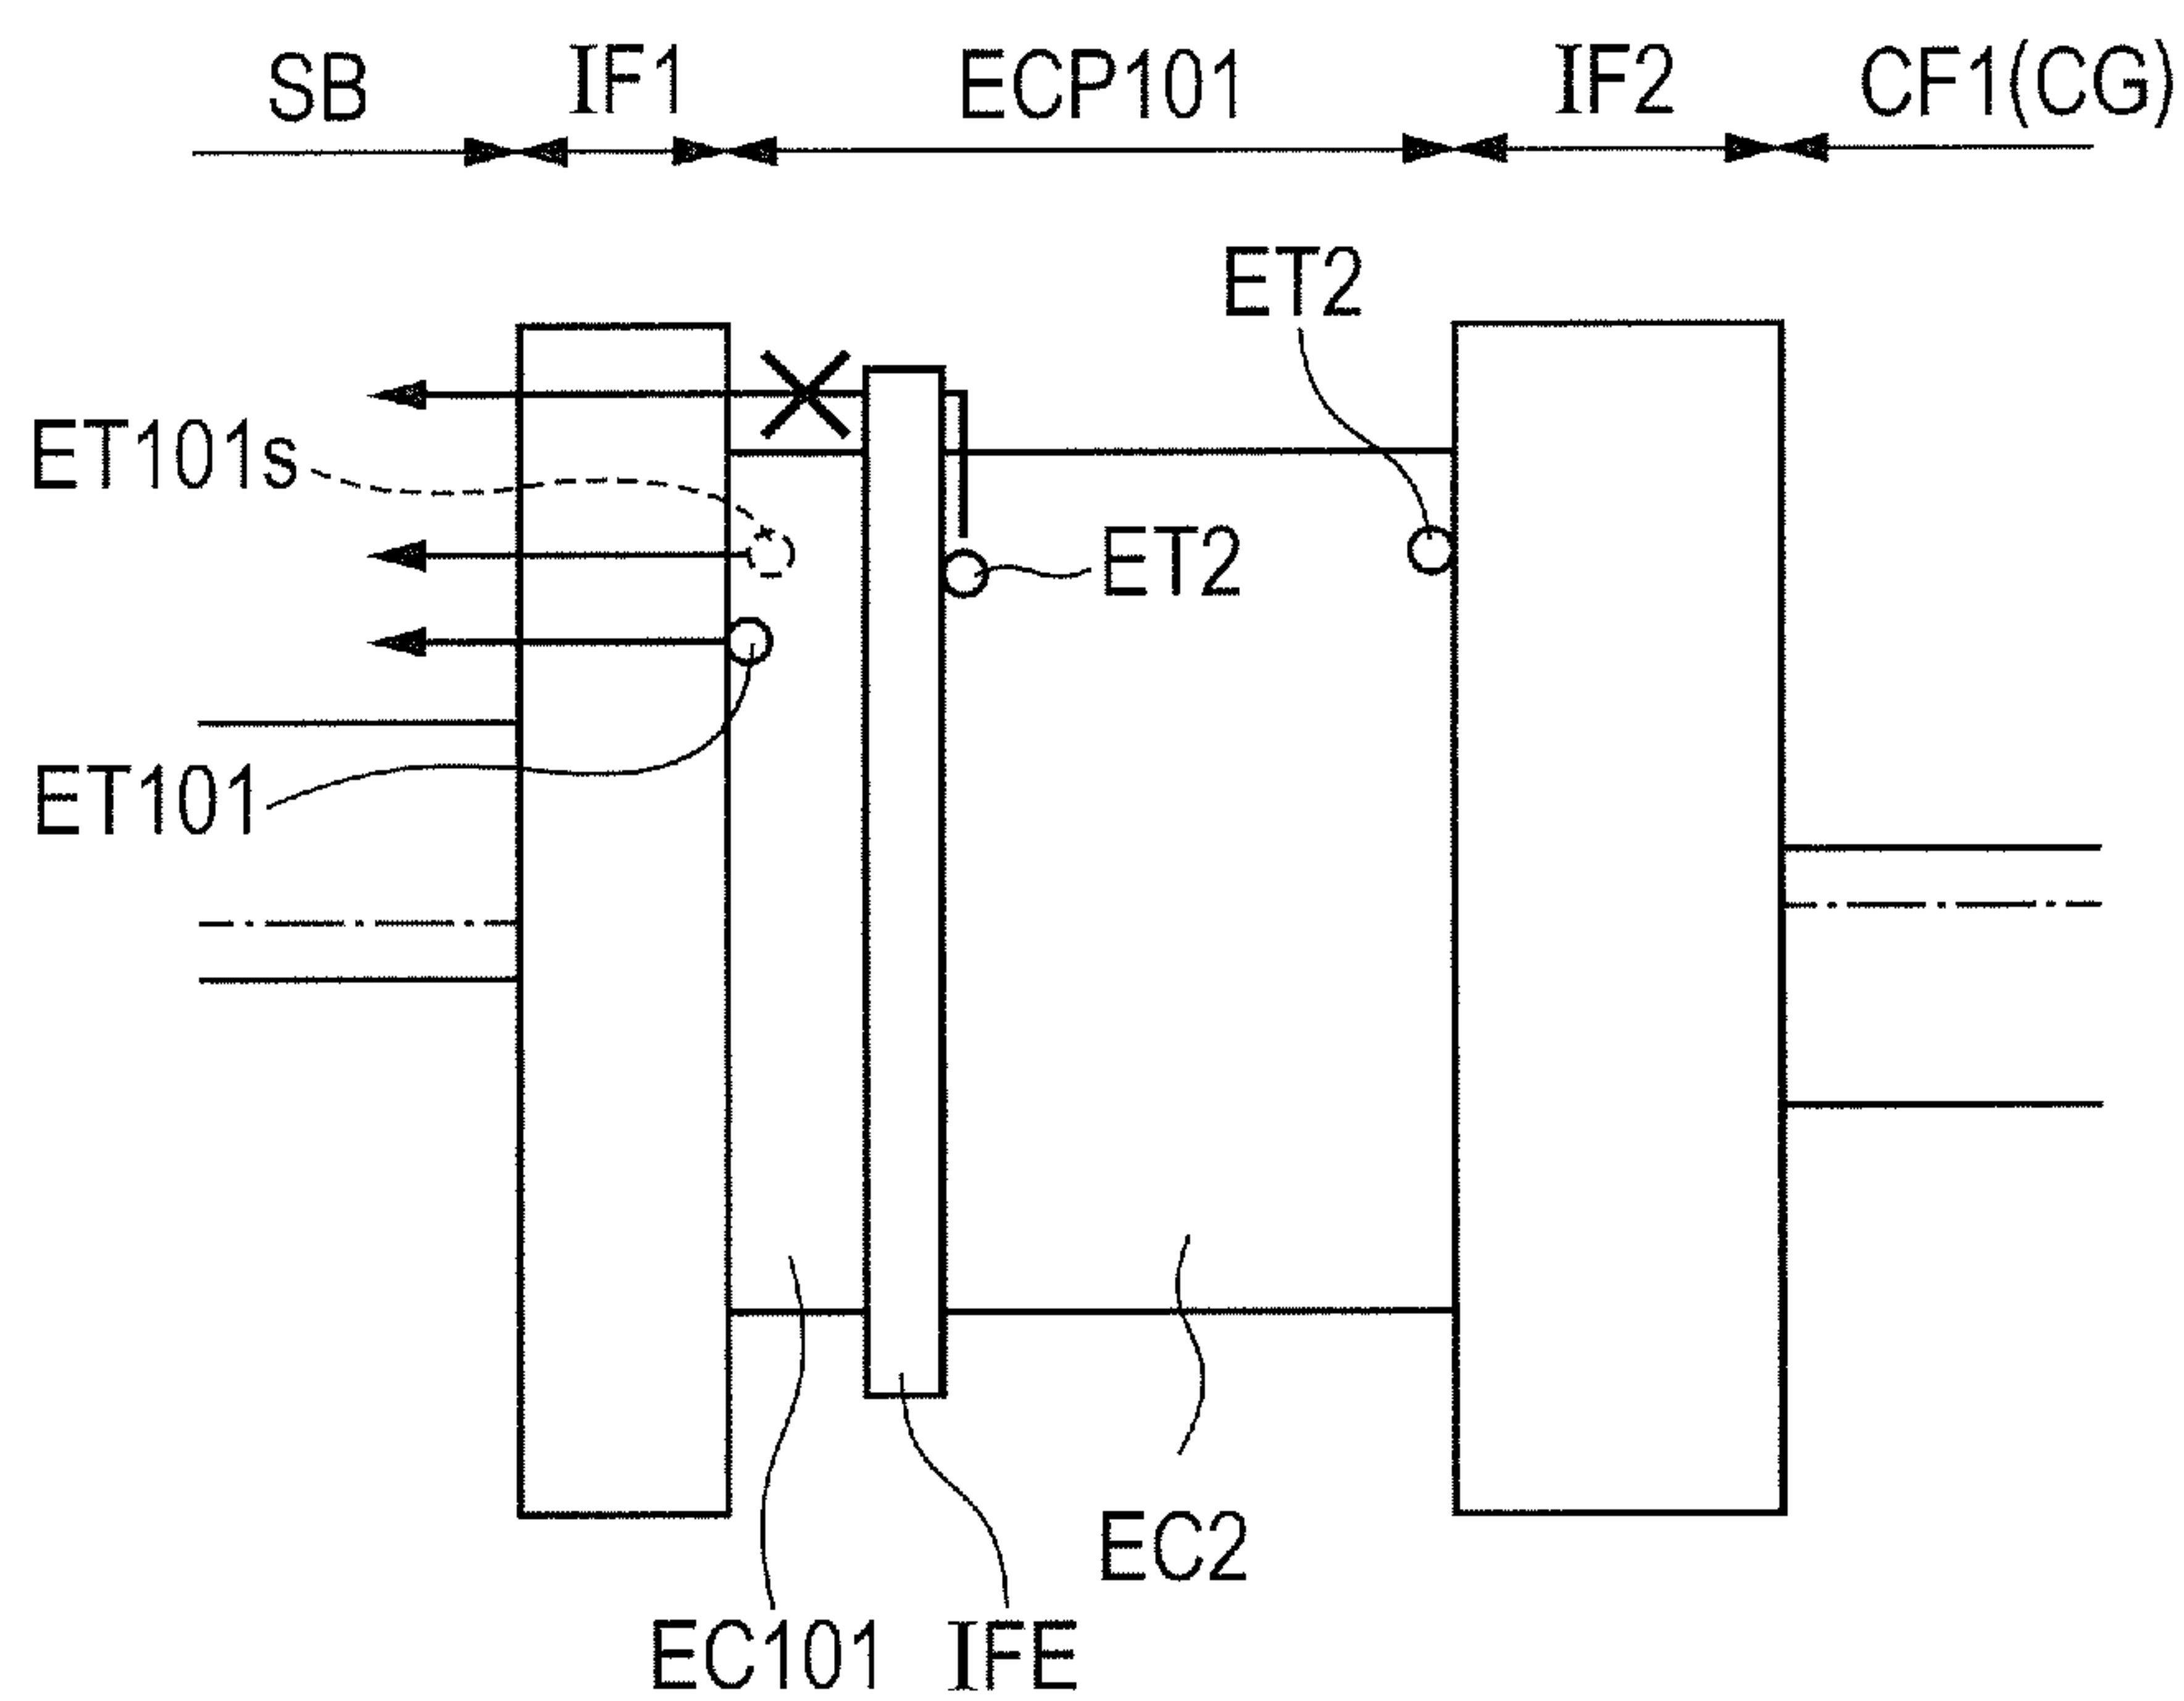 SB IF1 ECP101 IF2 CF1(CG)
ET2
ET101s
ET2
ET101
EC2
EC101 IFE